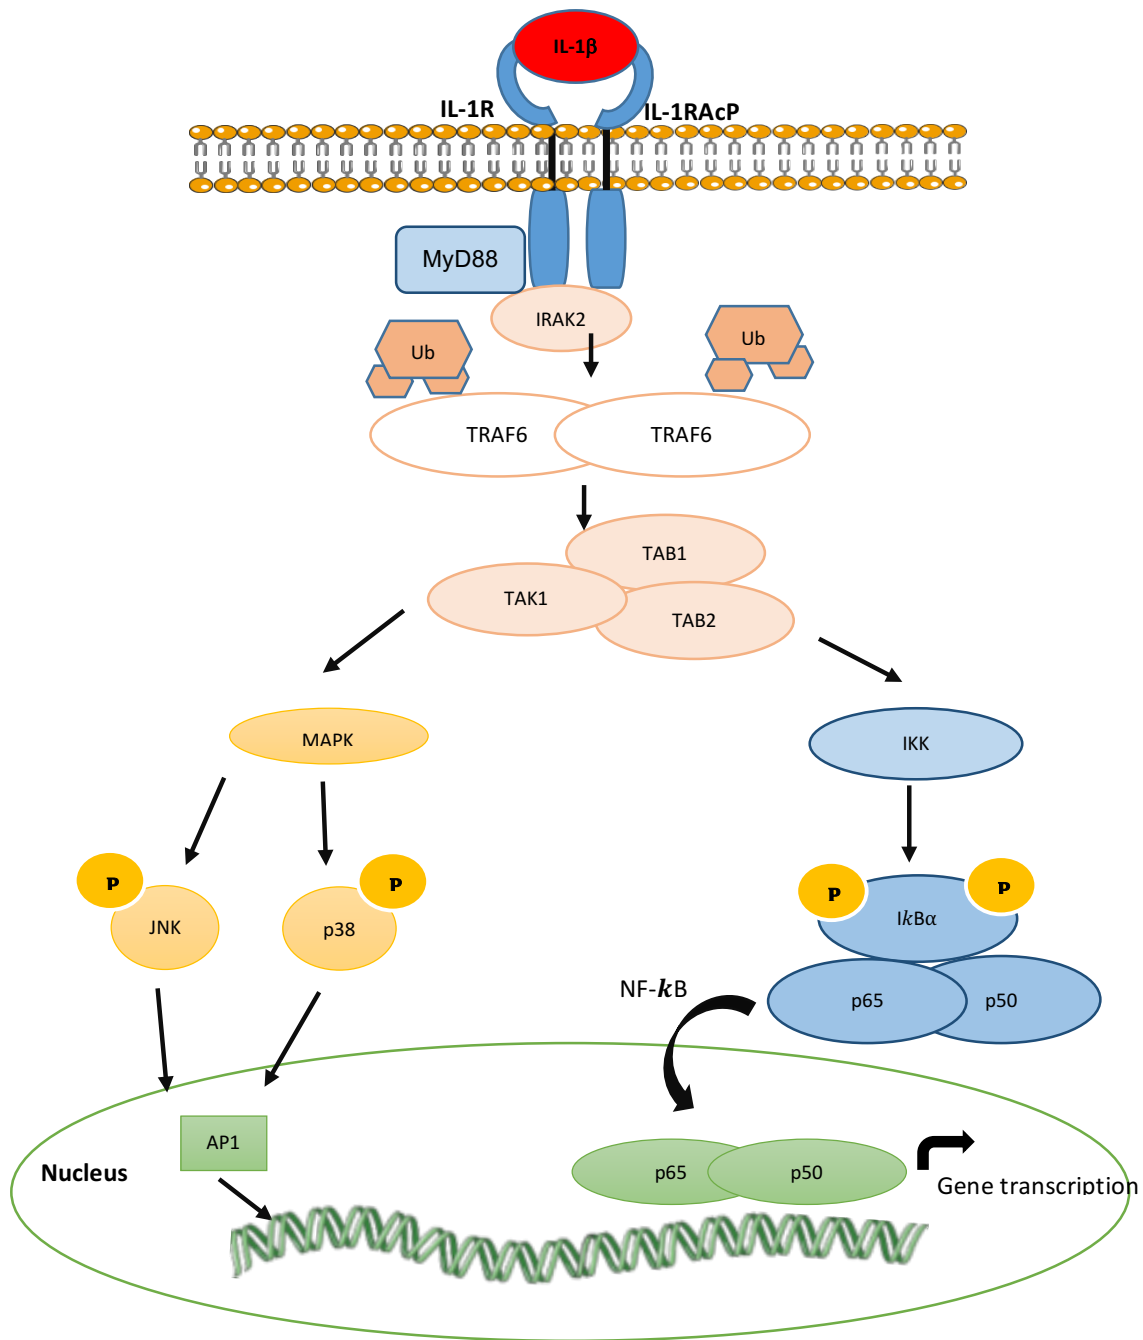 IL-1β
IL-1R
IL-1RAcP
MyD88
IRAK2
Ub
Ub
TRAF6
TRAF6
TAB1
TAK1
TAB2
MAPK
IKK
P
P
P
P
JNK
p38
IkBα
p65
p50
NF-kB
AP1
Nucleus
p65
p50
Gene transcription